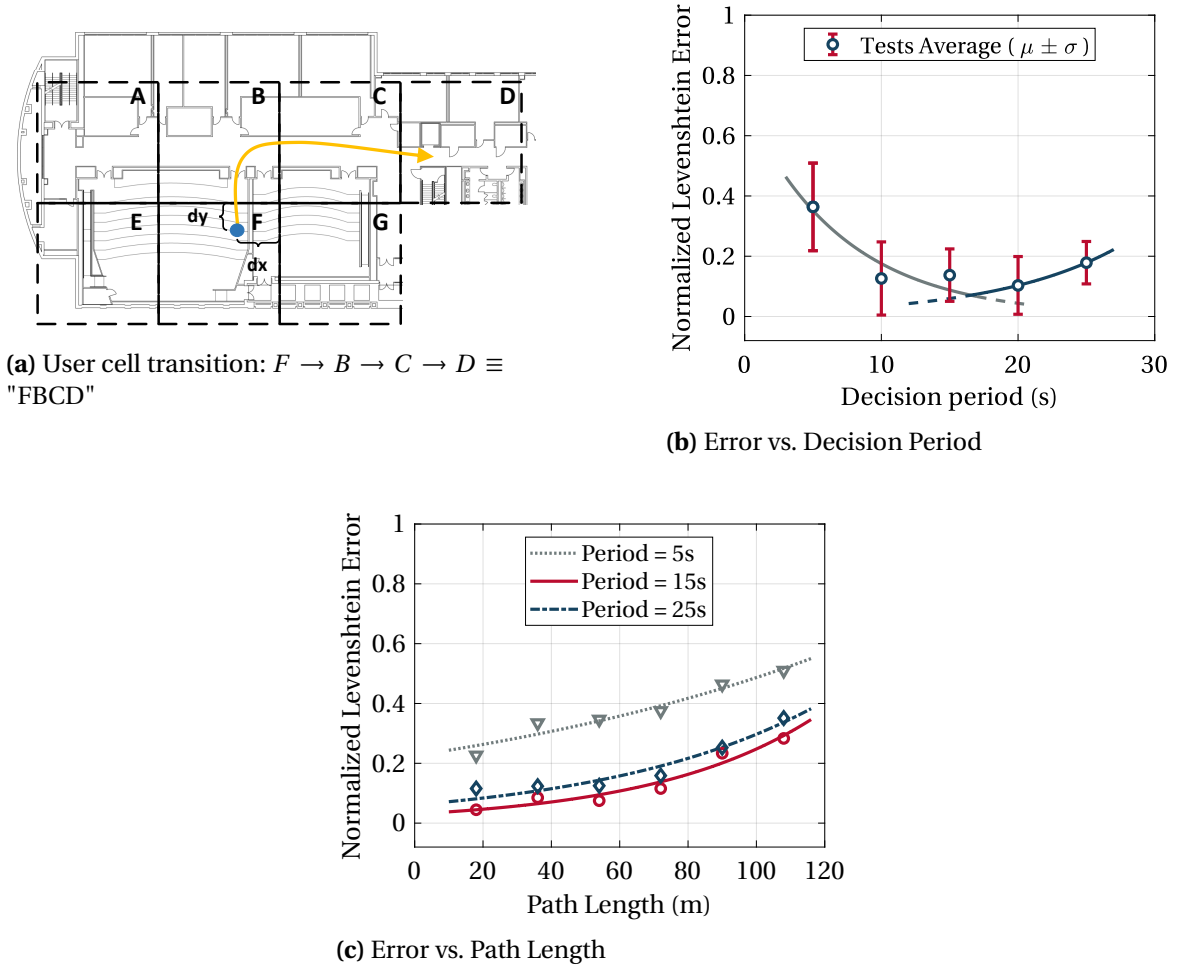 A
B
C
D
E
dy
F
G
dx
(a) User cell transition: F → B → C → D ≡
"FBCD"
Normalized Levenshtein Error
1
0.8
0.6
0.4
0.2
0
Tests Average ( μ ± σ )
0
10
20
30
Decision period (s)
(b) Error vs. Decision Period
Normalized Levenshtein Error
1
0.8
0.6
0.4
0.2
0
Period = 5s
Period = 15s
Period = 25s
0
20
40
60
80
100
120
Path Length (m)
(c) Error vs. Path Length